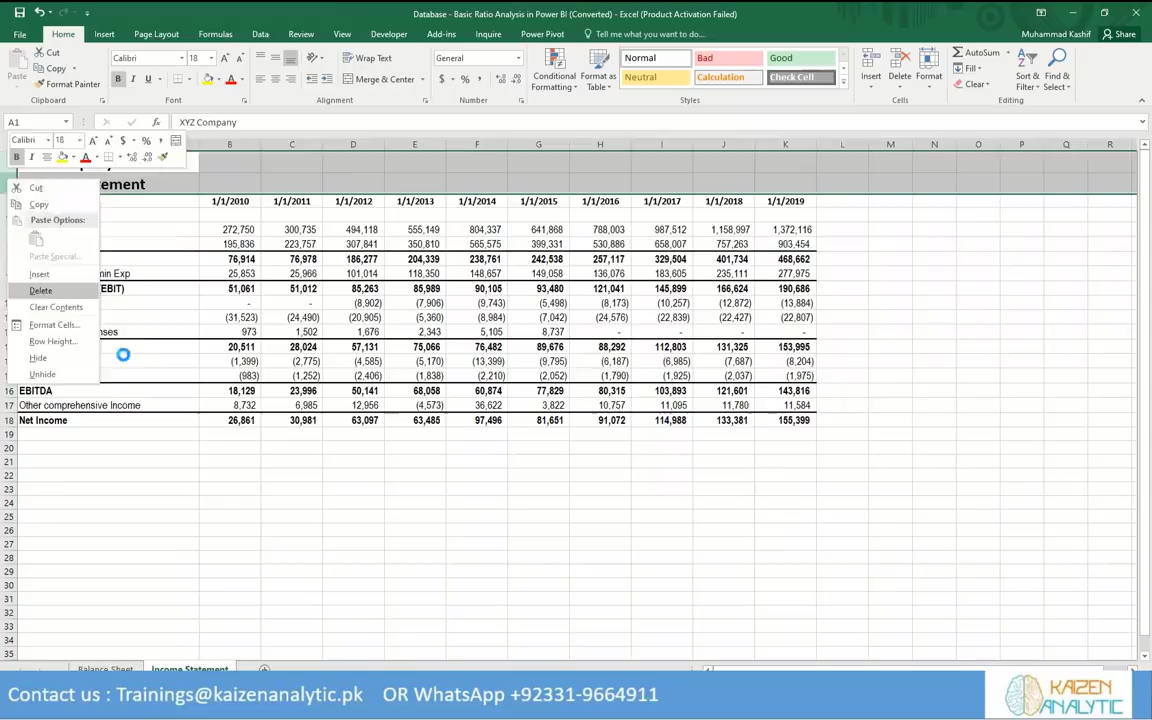 Database - Basic Ratio Analysis in Power BI (Converted) - Excel (Product Activation Failed)
File Home Insert Page Layout Formulas Data Review View Developer Add-ins Inquire Power Pivot Tell me what you want to do... Muhammad Kashif Share
Cut
Copy
Format Painter
Paste
Calibri 18
Wrap Text
Merge & Center
General
Conditional Formatting
Format as Table
Normal Bad Good
Neutral Calculation Check Cell
Insert Delete Format
AutoSum
Fill
Clear
Sort & Filter
Find & Select
Clipboard Font Alignment Number Styles Cells Editing
A1 XYZ Company
Calibri 18
B C D E F G H I J K L M N O P Q R
Cut
Copy
Paste Options:
Paste Special...
Insert
Delete
Clear Contents
Format Cells...
Row Height...
Hide
Unhide
tement
1/1/2010 1/1/2011 1/1/2012 1/1/2013 1/1/2014 1/1/2015 1/1/2016 1/1/2017 1/1/2018 1/1/2019
272,750 300,735 494,118 555,149 804,337 641,868 788,003 987,512 1,158,997 1,372,116
195,836 223,757 307,841 350,810 565,575 399,331 530,886 658,007 757,263 903,454
76,914 76,978 186,277 204,339 238,761 242,538 257,117 329,504 401,734 468,662
min Exp 25,853 25,966 101,014 118,350 148,657 149,058 136,076 183,605 235,111 277,975
EBIT) 51,061 51,012 85,263 85,989 90,105 93,480 121,041 145,899 166,624 190,686
- - (8,902) (7,906) (9,743) (5,498) (8,173) (10,257) (12,872) (13,884)
(31,523) (24,490) (20,905) (5,360) (8,984) (7,042) (24,576) (22,839) (22,427) (22,807)
nses 973 1,502 1,676 2,343 5,105 8,737 - - - -
20,511 28,024 57,131 75,066 76,482 89,676 88,292 112,803 131,325 153,995
(1,399) (2,775) (4,585) (5,170) (13,399) (9,795) (6,187) (6,985) (7,687) (8,204)
(983) (1,252) (2,406) (1,838) (2,210) (2,052) (1,790) (1,925) (2,037) (1,975)
16 EBITDA 18,129 23,996 50,141 68,058 60,874 77,829 80,315 103,893 121,601 143,816
17 Other comprehensive Income 8,732 6,985 12,956 (4,573) 36,622 3,822 10,757 11,095 11,780 11,584
18 Net Income 26,861 30,981 63,097 63,485 97,496 81,651 91,072 114,988 133,381 155,399
19
20
21
22
23
24
25
26
27
28
29
30
31
32
33
34
35
Balance Sheet Income Statement
Contact us : Trainings@kaizenanalytic.pk OR WhatsApp +92331-9664911
KAIZEN
ANALYTIC